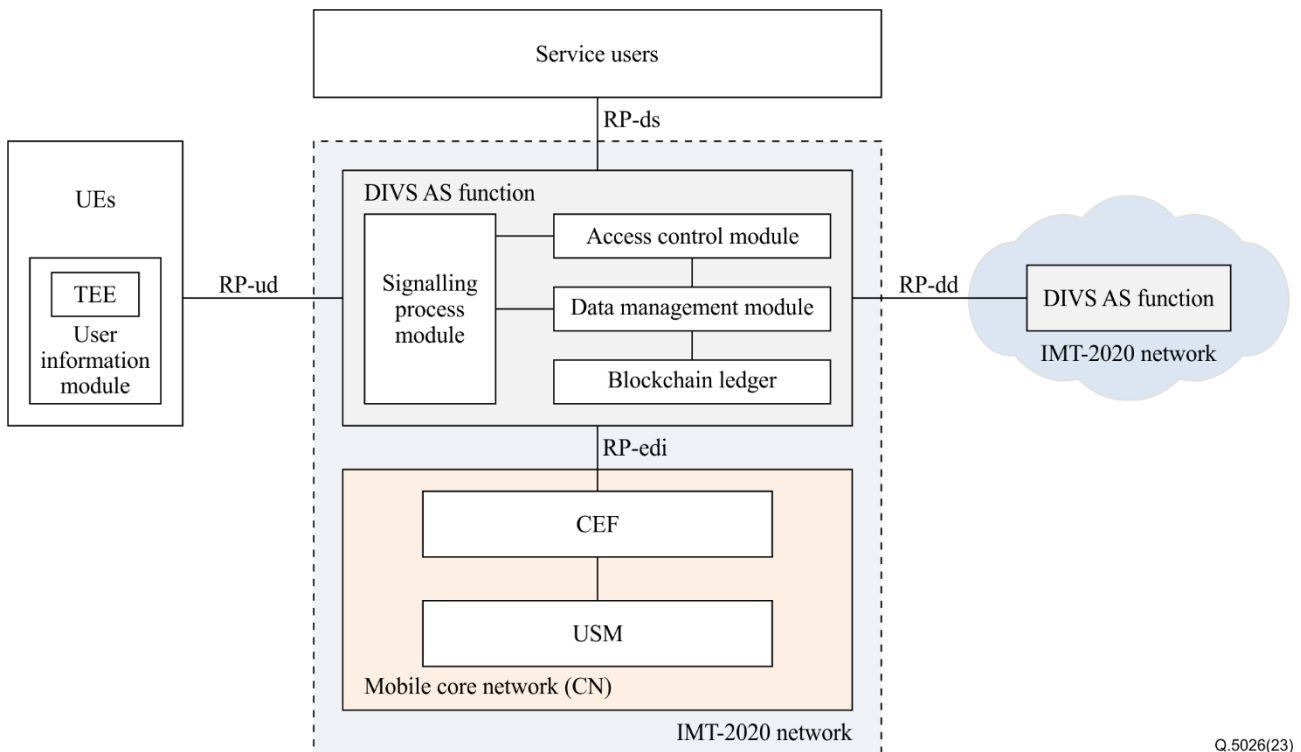 Service users
RP-ds
UEs
TEE
User
information
module
RP-ud
DIVS AS function
Signalling
process
module
Access control module
Data management module
Blockchain ledger
RP-dd
DIVS AS function
IMT-2020 network
RP-edi
CEF
USM
Mobile core network (CN)
IMT-2020 network
Q.5026(23)